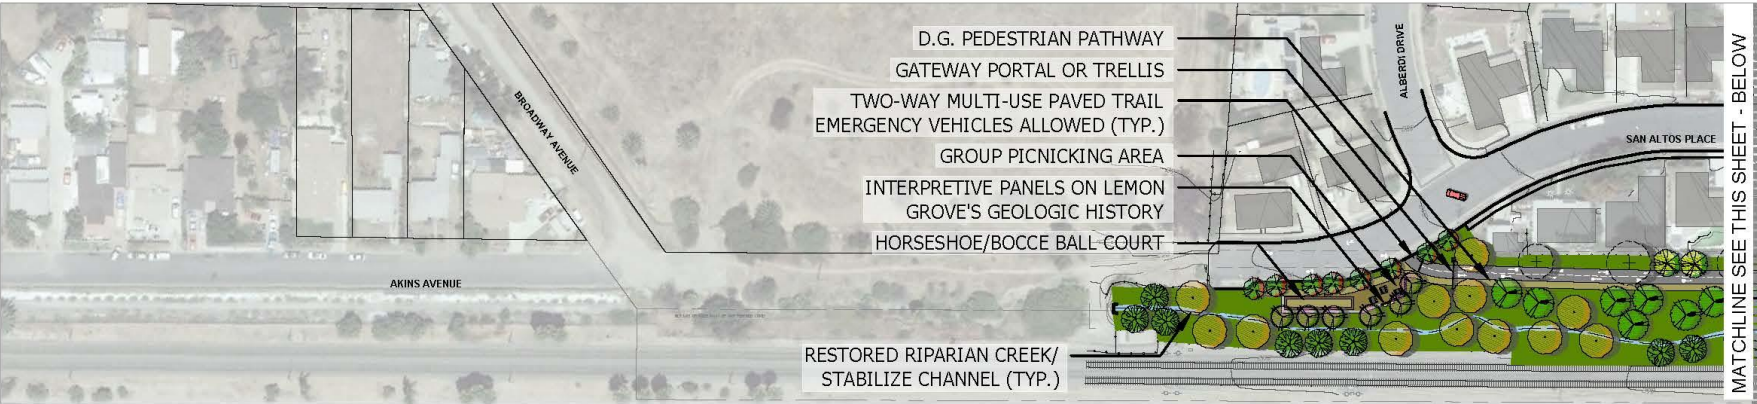 D.G. PEDESTRIAN PATHWAY
GATEWAY PORTAL OR TRELLIS
TWO-WAY MULTI-USE PAVED TRAIL
EMERGENCY VEHICLES ALLOWED (TYP.)
GROUP PICNICKING AREA
INTERPRETIVE PANELS ON LEMON
GROVE'S GEOLOGIC HISTORY
HORSESHOE/BOCCE BALL COURT
RESTORED RIPARIAN CREEK/
STABILIZE CHANNEL (TYP.)
BROADWAY AVENUE
AKINS AVENUE
ALBERDI DRIVE
SAN ALTOS PLACE
MATCHLINE SEE THIS SHEET - BELOW